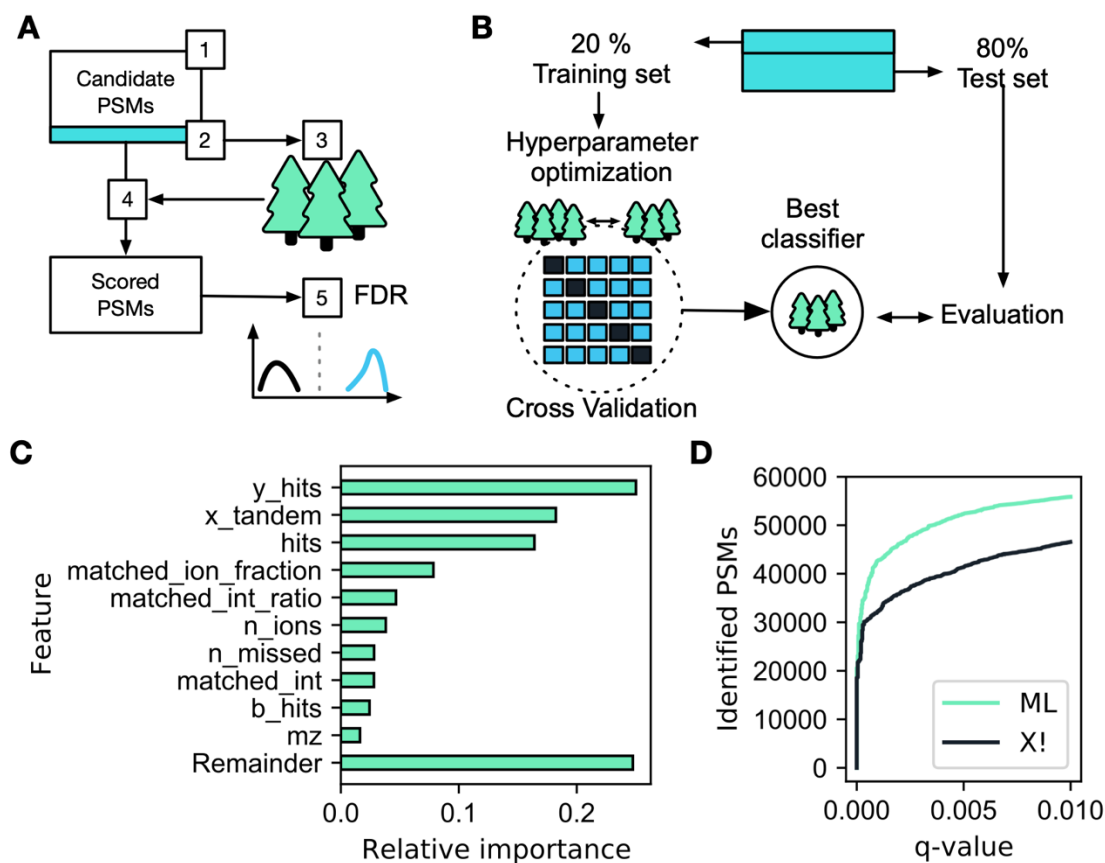 A
1
Candidate
PSMs
2
3
4
Scored
PSMs
5
FDR
B
20 %
Training set
80%
Test set
Hyperparameter
optimization
Best
classifier
Evaluation
Cross Validation
C
Feature
y_hits
x_tandem
hits
matched_ion_fraction
matched_int_ratio
n_ions
n_missed
matched_int
b_hits
mz
Remainder
0.0 0.1 0.2
Relative importance
D
Identified PSMs
60000
50000
40000
30000
20000
10000
0
ML
X!
0.000 0.005 0.010
q-value